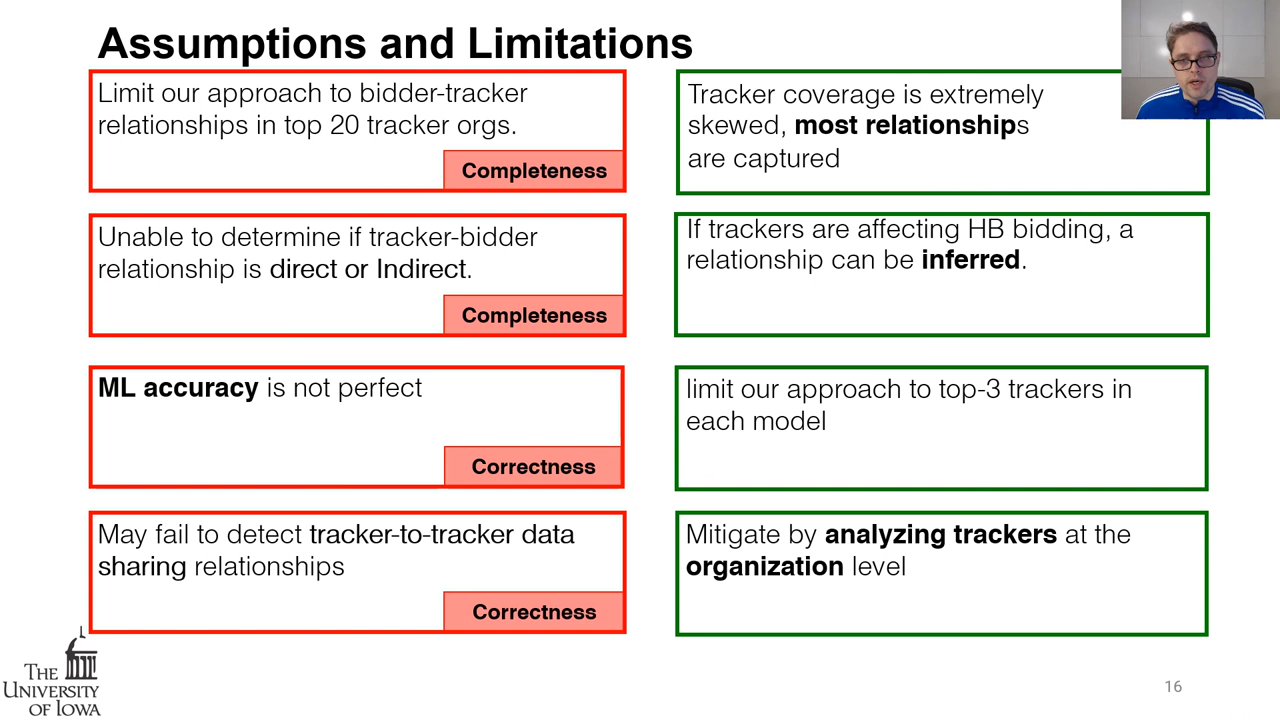 Assumptions and Limitations
Limit our approach to bidder-tracker
relationships in top 20 tracker orgs.
Completeness
Tracker coverage is extremely
skewed, most relationships
are captured
Unable to determine if tracker-bidder
relationship is direct or Indirect.
Completeness
If trackers are affecting HB bidding, a
relationship can be inferred.
ML accuracy is not perfect
Correctness
limit our approach to top-3 trackers in
each model
May fail to detect tracker-to-tracker data
sharing relationships
Correctness
Mitigate by analyzing trackers at the
organization level
THE
UNIVERSITY
OF IOWA
16